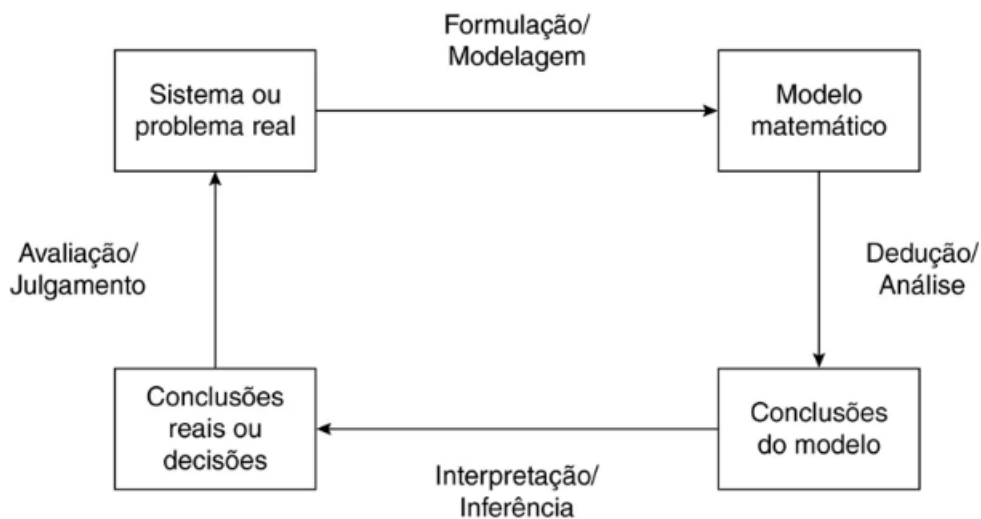 Formulação/
Modelagem
Sistema ou
problema real
Modelo
matemático
Avaliação/
Julgamento
Dedução/
Análise
Conclusões
reais ou
decisões
Conclusões
do modelo
Interpretação/
Inferência